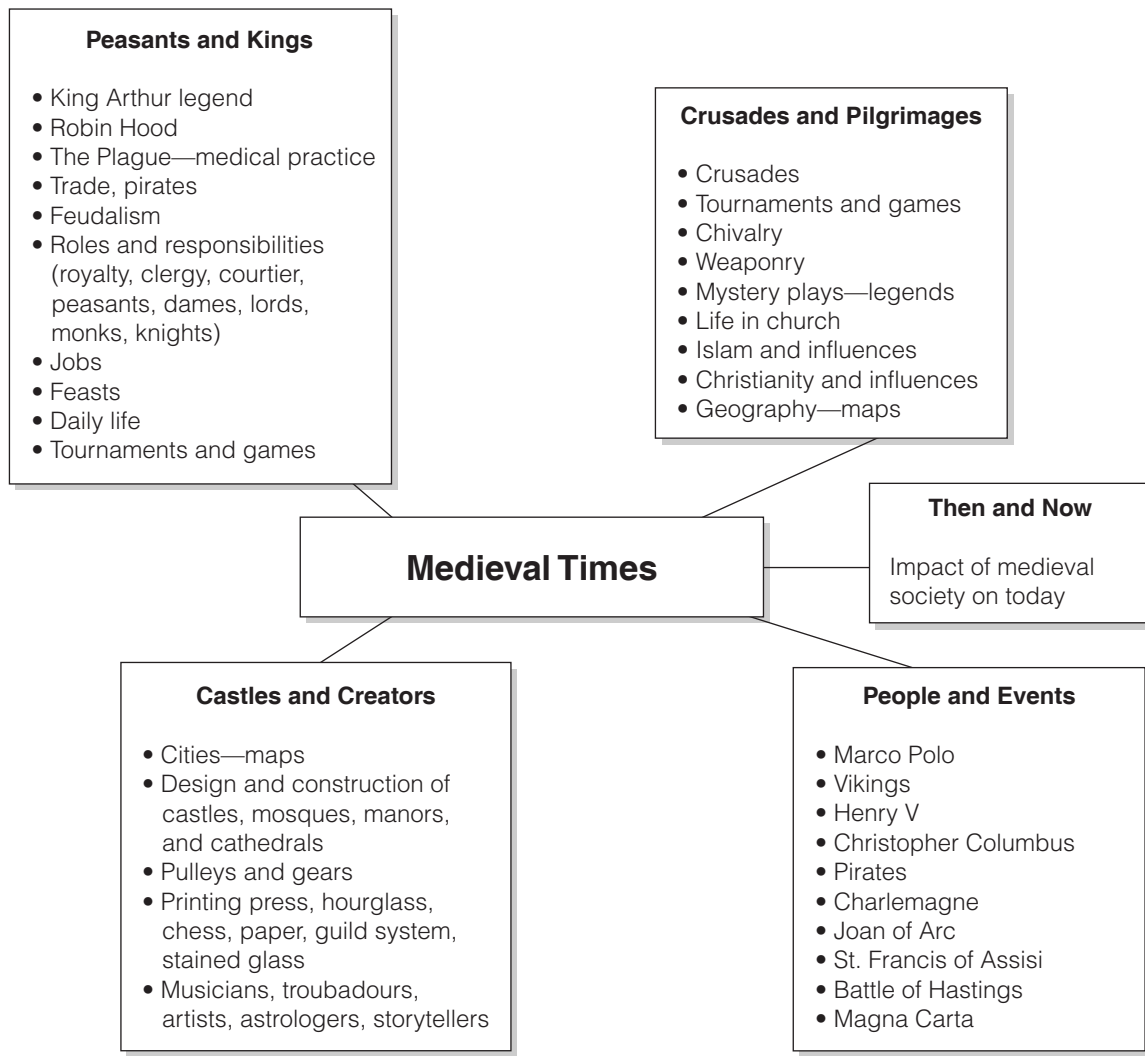 Peasants and Kings
• King Arthur legend
• Robin Hood
• The Plague—medical practice
• Trade, pirates
• Feudalism
• Roles and responsibilities
(royalty, clergy, courtier,
peasants, dames, lords,
monks, knights)
• Jobs
• Feasts
• Daily life
• Tournaments and games
Crusades and Pilgrimages
• Crusades
• Tournaments and games
• Chivalry
• Weaponry
• Mystery plays—legends
• Life in church
• Islam and influences
• Christianity and influences
• Geography—maps
Then and Now
Impact of medieval
society on today
Medieval Times
Castles and Creators
• Cities—maps
• Design and construction of
castles, mosques, manors,
and cathedrals
• Pulleys and gears
• Printing press, hourglass,
chess, paper, guild system,
stained glass
• Musicians, troubadours,
artists, astrologers, storytellers
People and Events
• Marco Polo
• Vikings
• Henry V
• Christopher Columbus
• Pirates
• Charlemagne
• Joan of Arc
• St. Francis of Assisi
• Battle of Hastings
• Magna Carta